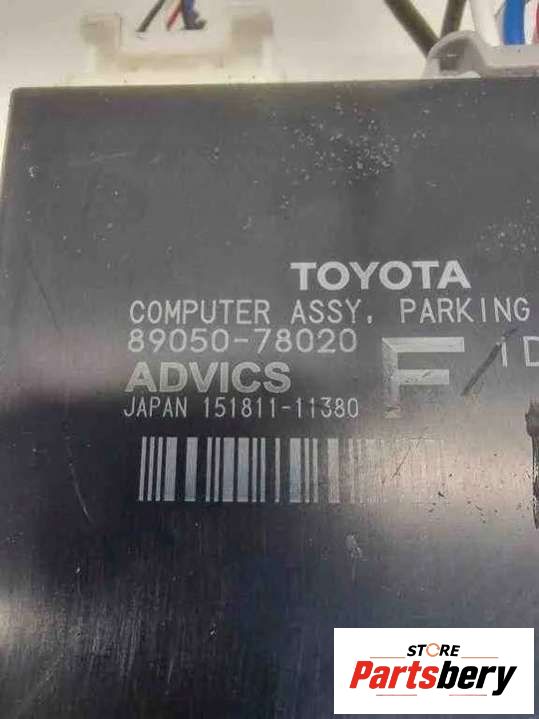 TOYOTA
COMPUTER ASSY, PARKING
89050-78020
ADVICS F
JAPAN 151811-11380
STORE
Partsbery